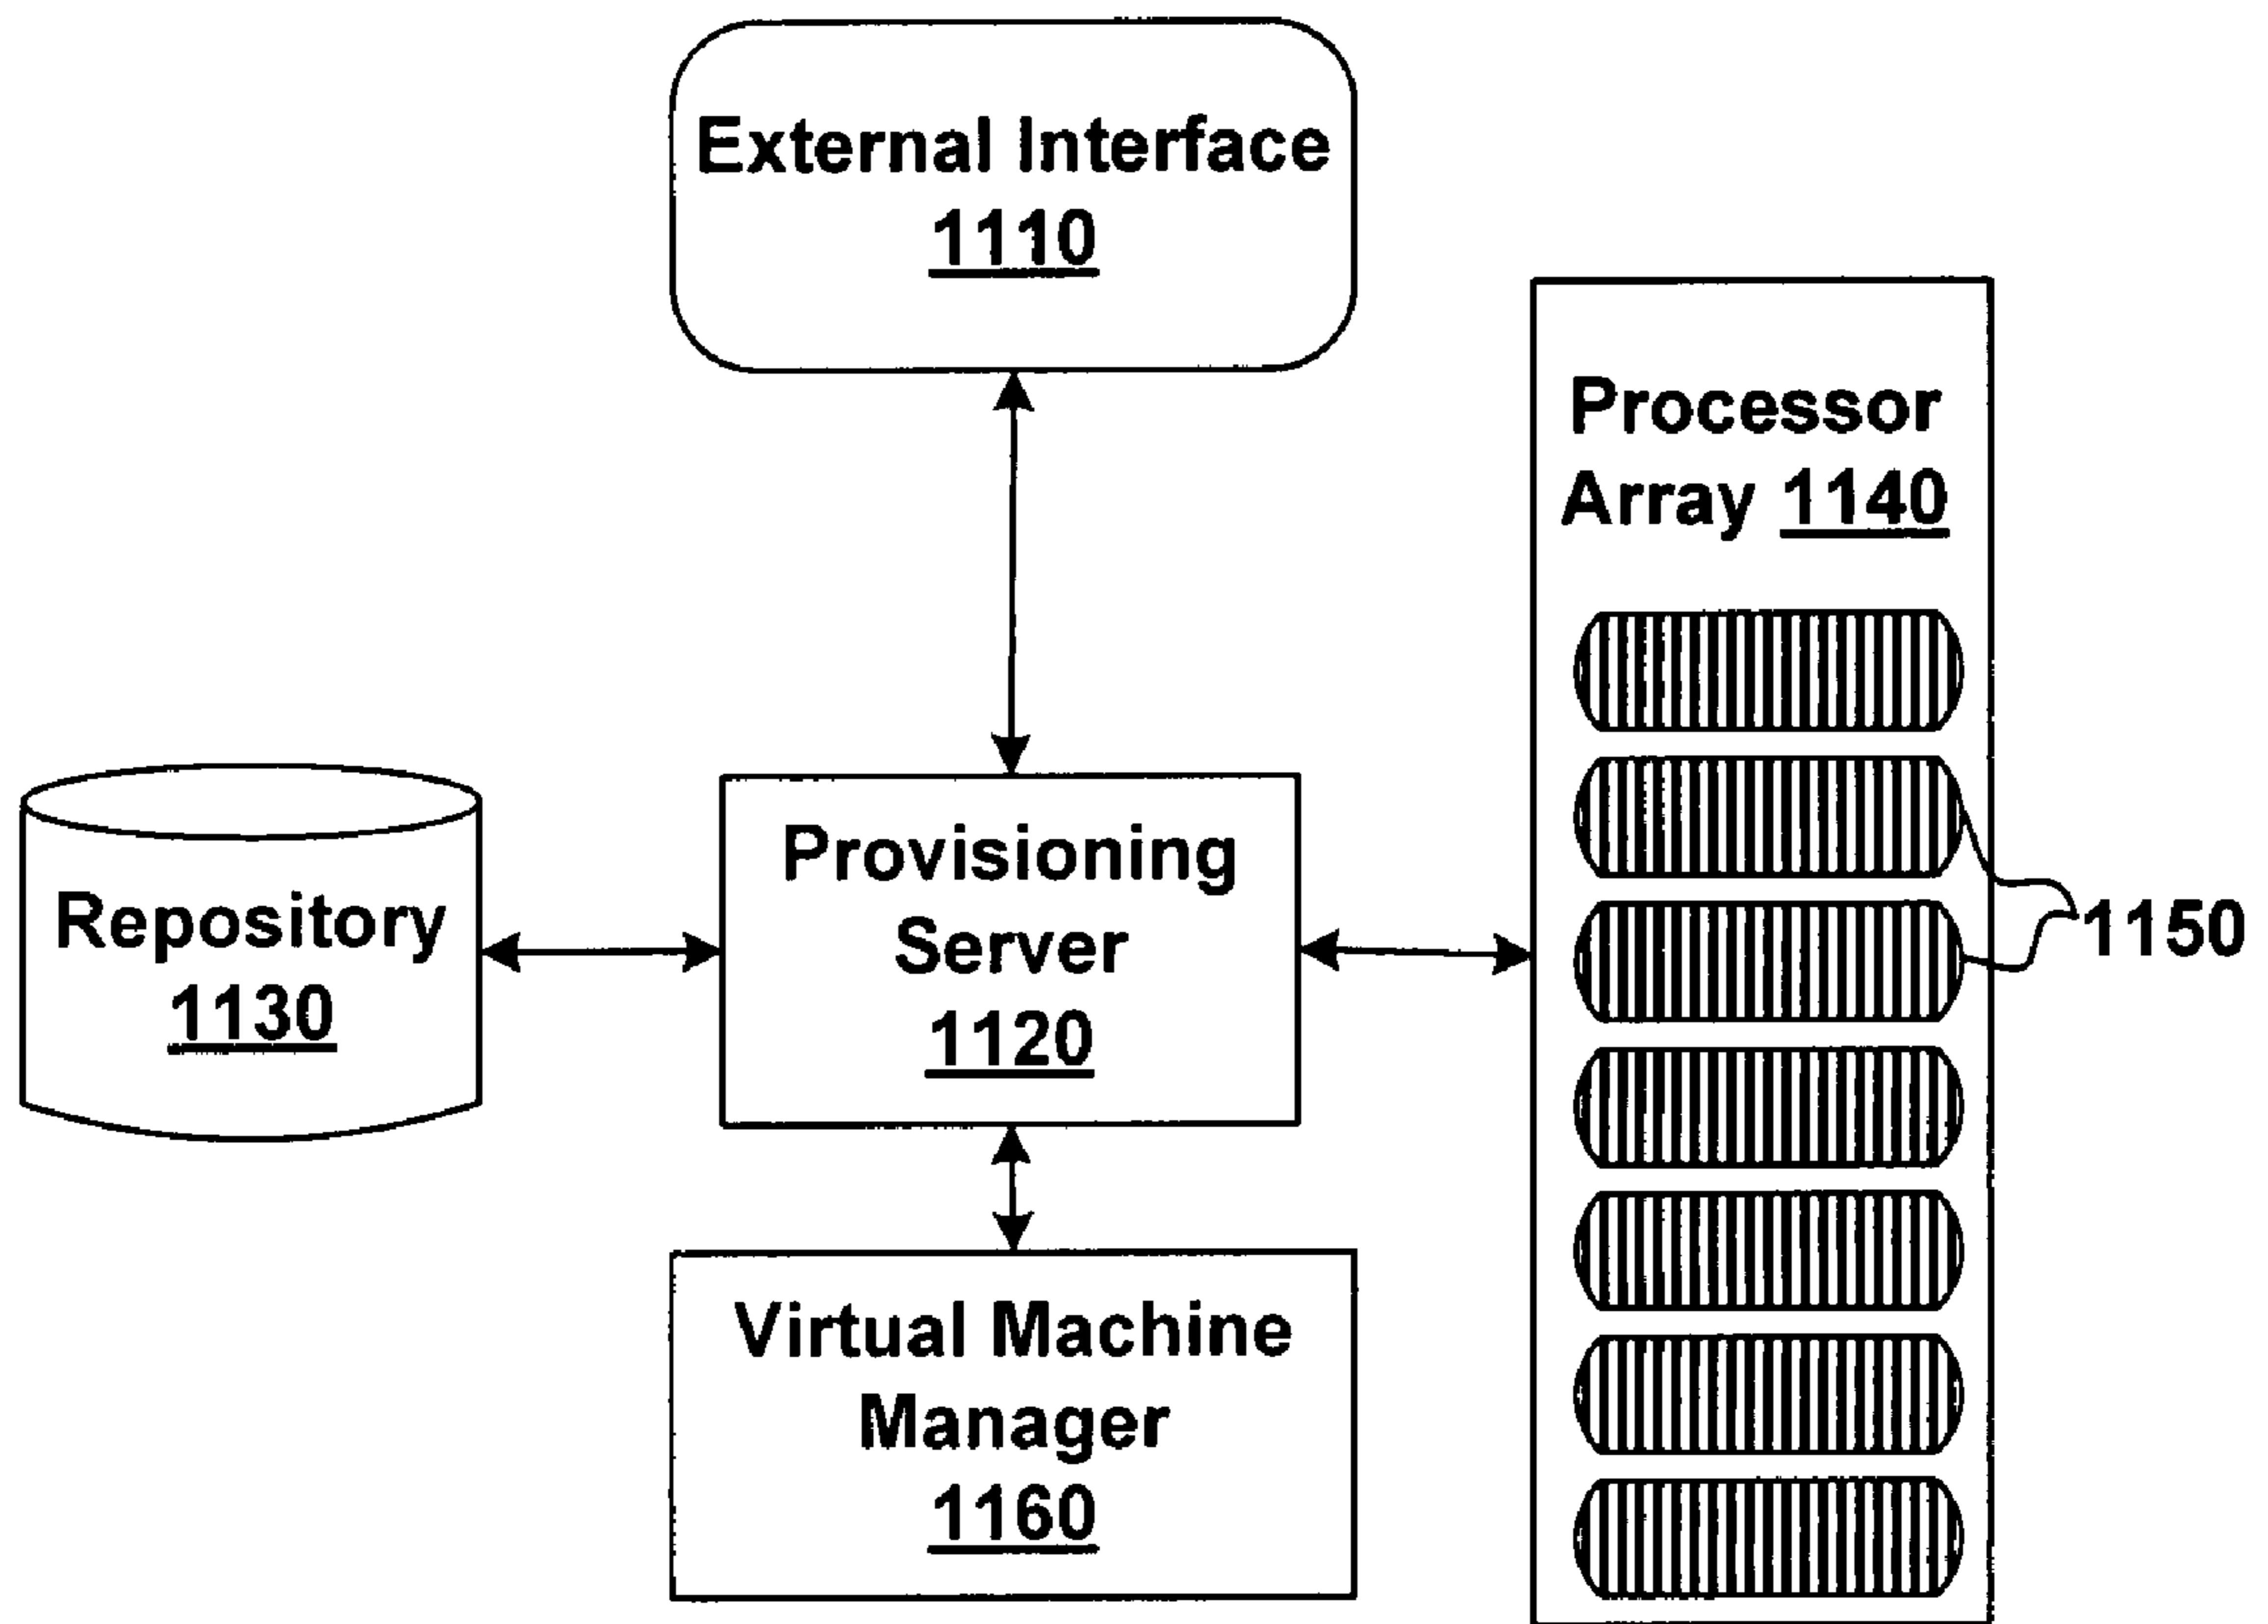 External Interface
1110
Processor
Array 1140
Provisioning
Server
1120
Repository
1130
1150
Virtual Machine
Manager
1160